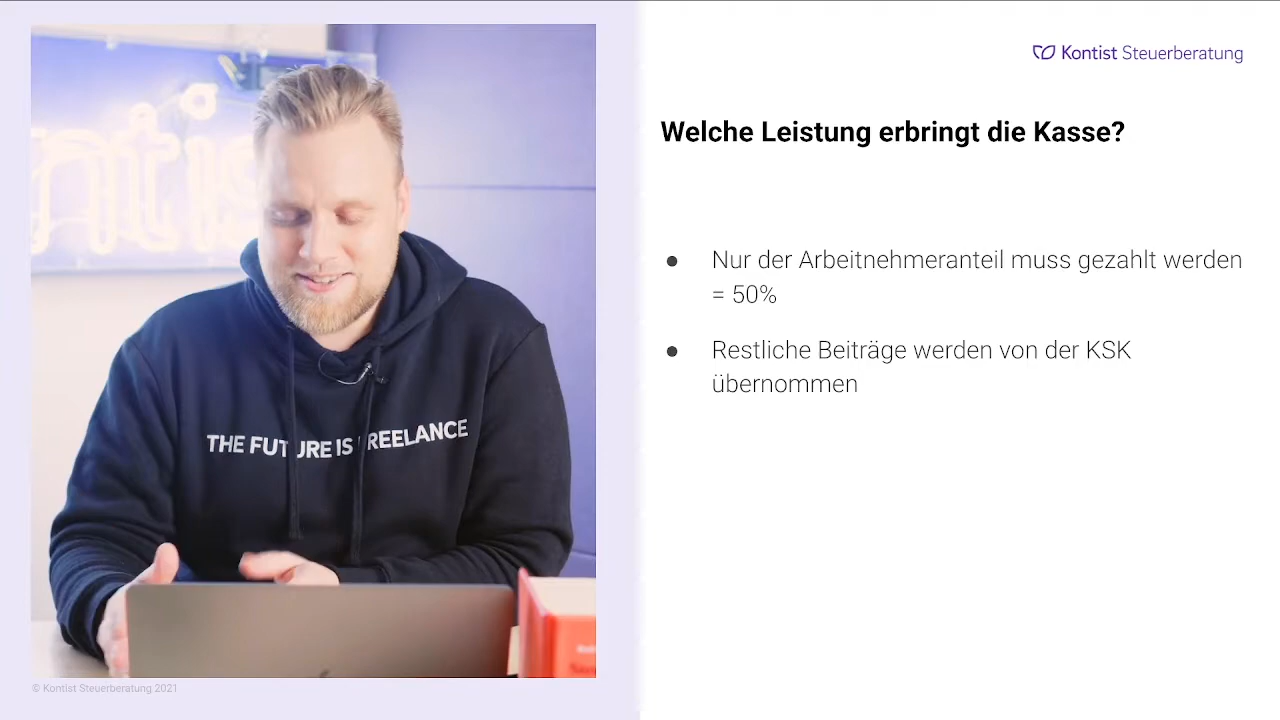 Kontist Steuerberatung
Welche Leistung erbringt die Kasse?
● Nur der Arbeitnehmeranteil muss gezahlt werden
= 50%
● Restliche Beiträge werden von der KSK
übernommen
THE FUTURE IS FREELANCE
© Kontist Steuerberatung 2021